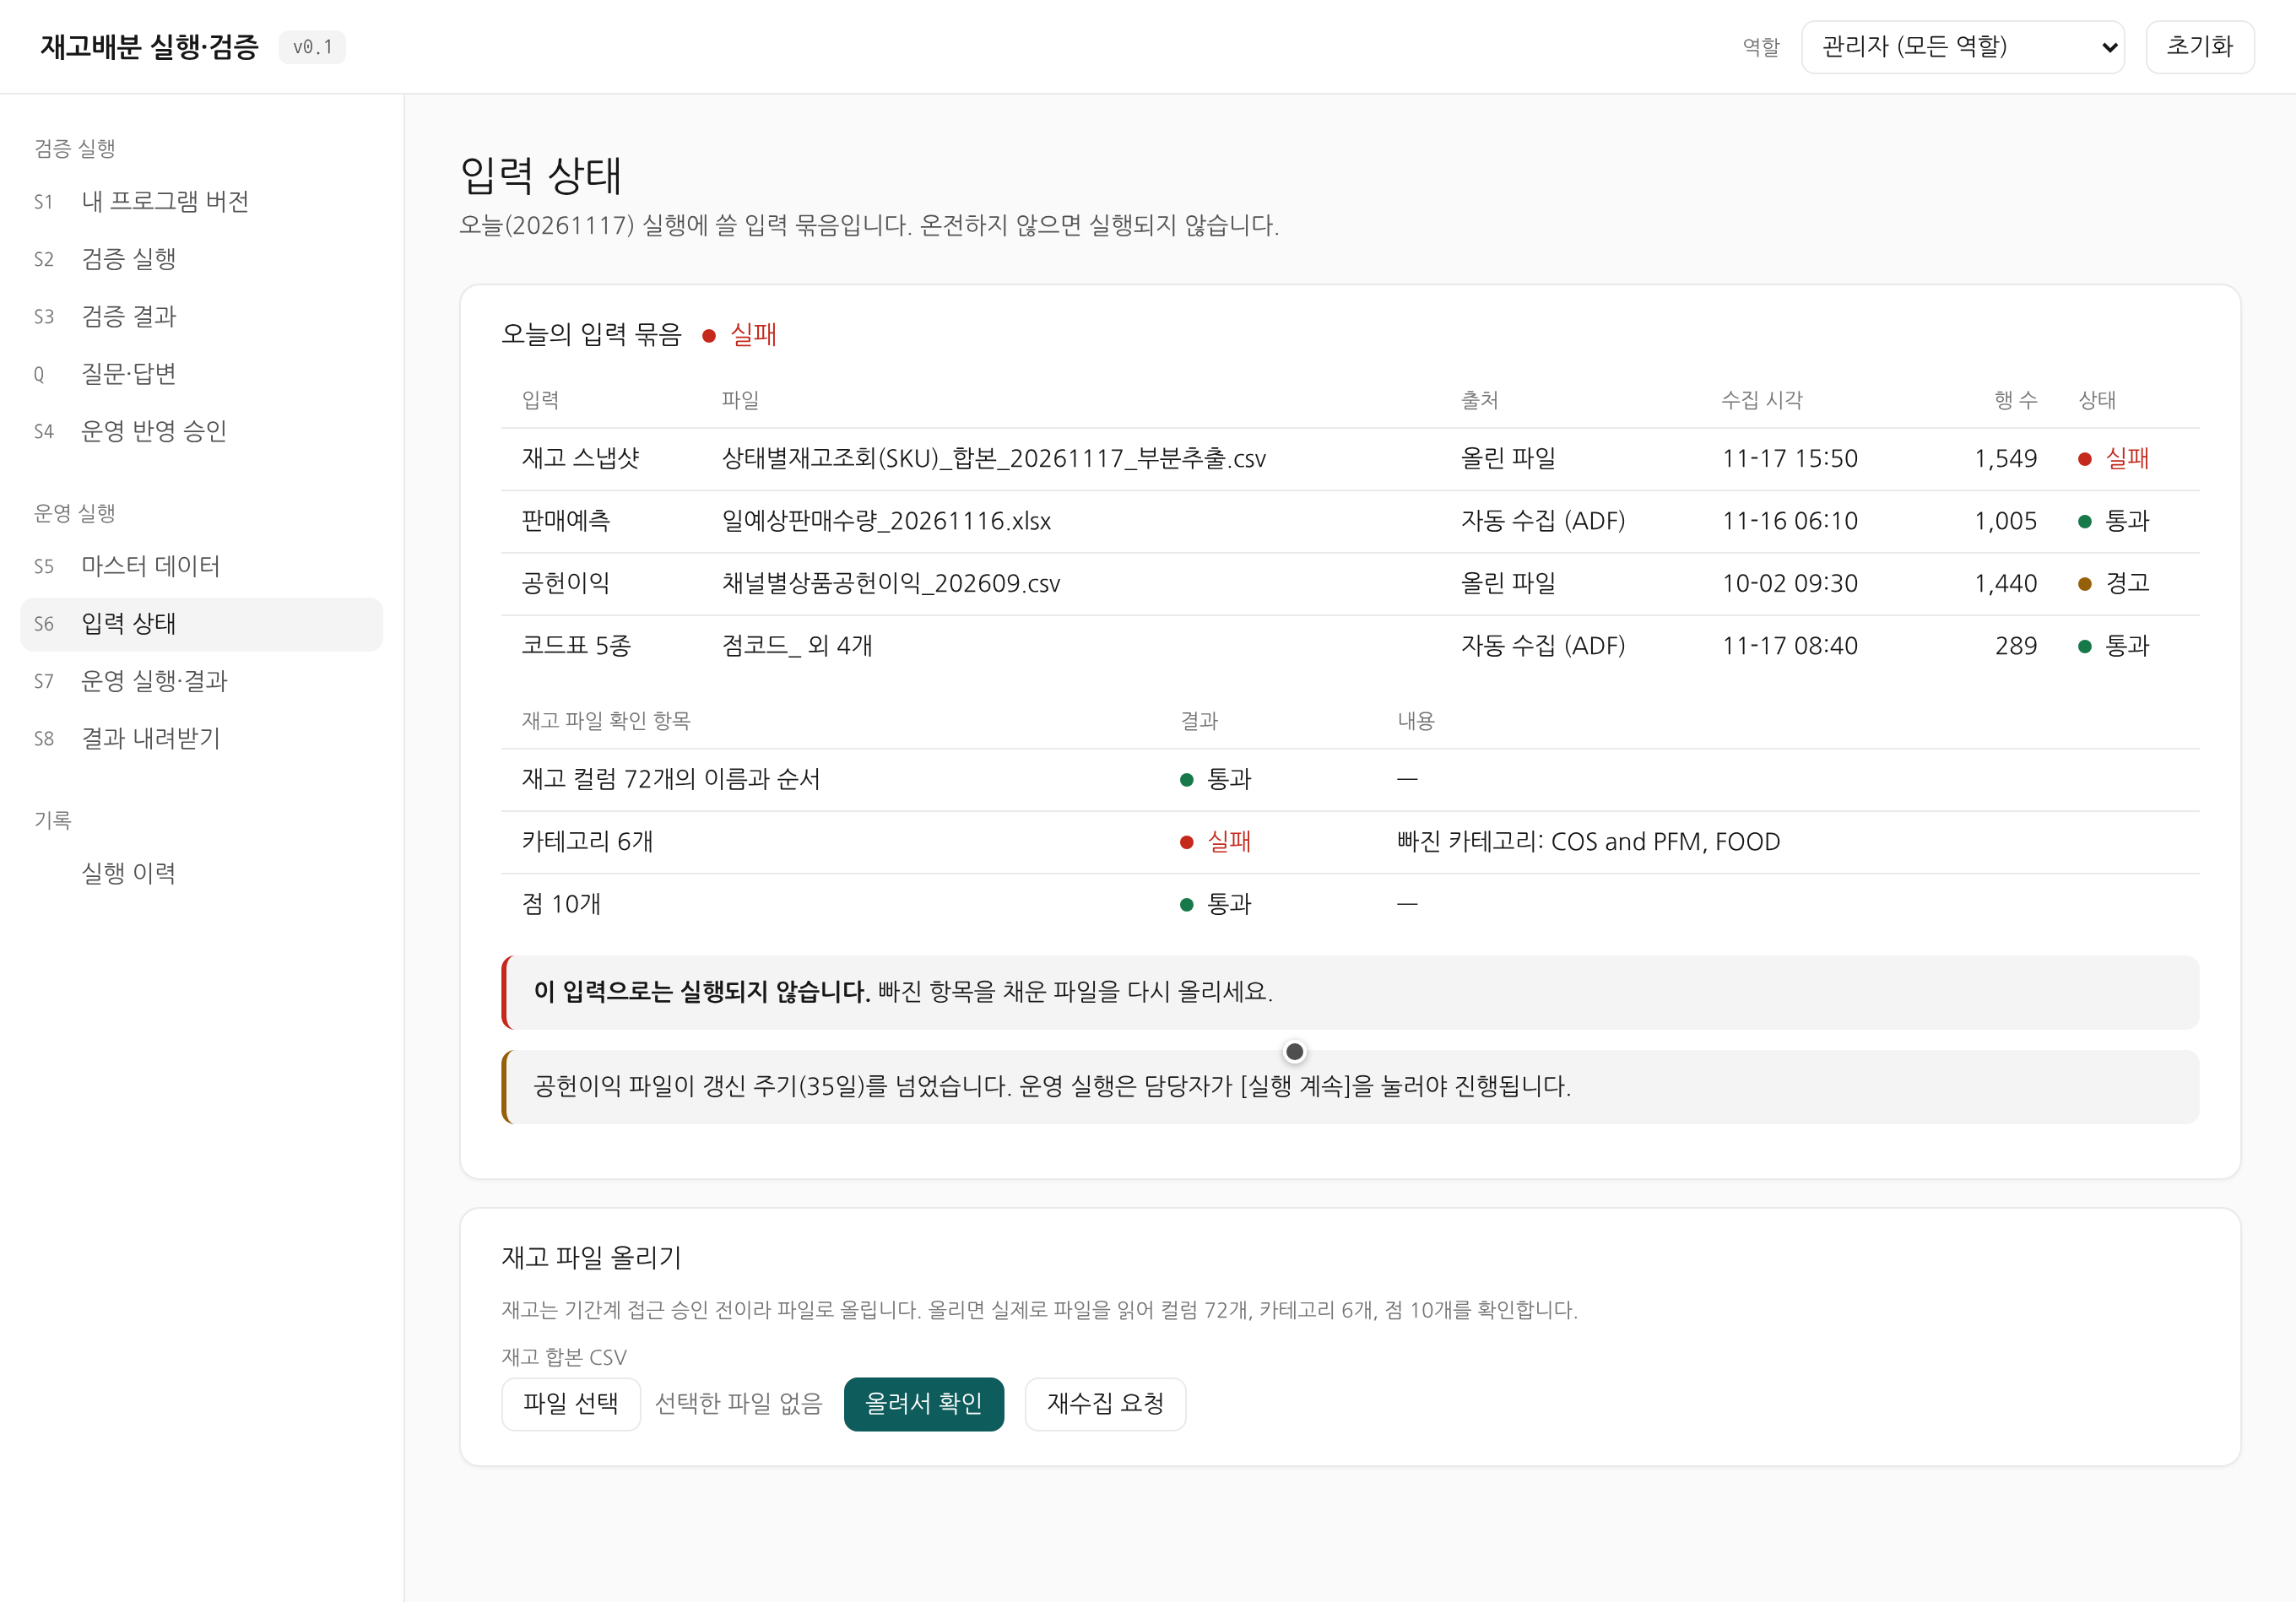 재고배분 실행·검증 v0.1 역할 관리자 (모든 역할) 초기화
검증 실행
S1 내 프로그램 버전
S2 검증 실행
S3 검증 결과
Q 질문·답변
S4 운영 반영 승인
운영 실행
S5 마스터 데이터
S6 입력 상태
S7 운영 실행·결과
S8 결과 내려받기
기록
실행 이력
입력 상태
오늘(20261117) 실행에 쓸 입력 묶음입니다. 온전하지 않으면 실행되지 않습니다.
오늘의 입력 묶음 실패
입력 파일 출처 수집 시각 행 수 상태
재고 스냅샷 상태별재고조회(SKU)_합본_20261117_부분추출.csv 올린 파일 11-17 15:50 1,549 실패
판매예측 일예상판매수량_20261116.xlsx 자동 수집 (ADF) 11-16 06:10 1,005 통과
공헌이익 채널별상품공헌이익_202609.csv 올린 파일 10-02 09:30 1,440 경고
코드표 5종 점코드_ 외 4개 자동 수집 (ADF) 11-17 08:40 289 통과
재고 파일 확인 항목 결과 내용
재고 컬럼 72개의 이름과 순서 통과 —
카테고리 6개 실패 빠진 카테고리: COS and PFM, FOOD
점 10개 통과 —
이 입력으로는 실행되지 않습니다. 빠진 항목을 채운 파일을 다시 올리세요.
공헌이익 파일이 갱신 주기(35일)를 넘었습니다. 운영 실행은 담당자가 [실행 계속]을 눌러야 진행됩니다.
재고 파일 올리기
재고는 기간계 접근 승인 전이라 파일로 올립니다. 올리면 실제로 파일을 읽어 컬럼 72개, 카테고리 6개, 점 10개를 확인합니다.
재고 합본 CSV
파일 선택 선택한 파일 없음 올려서 확인 재수집 요청